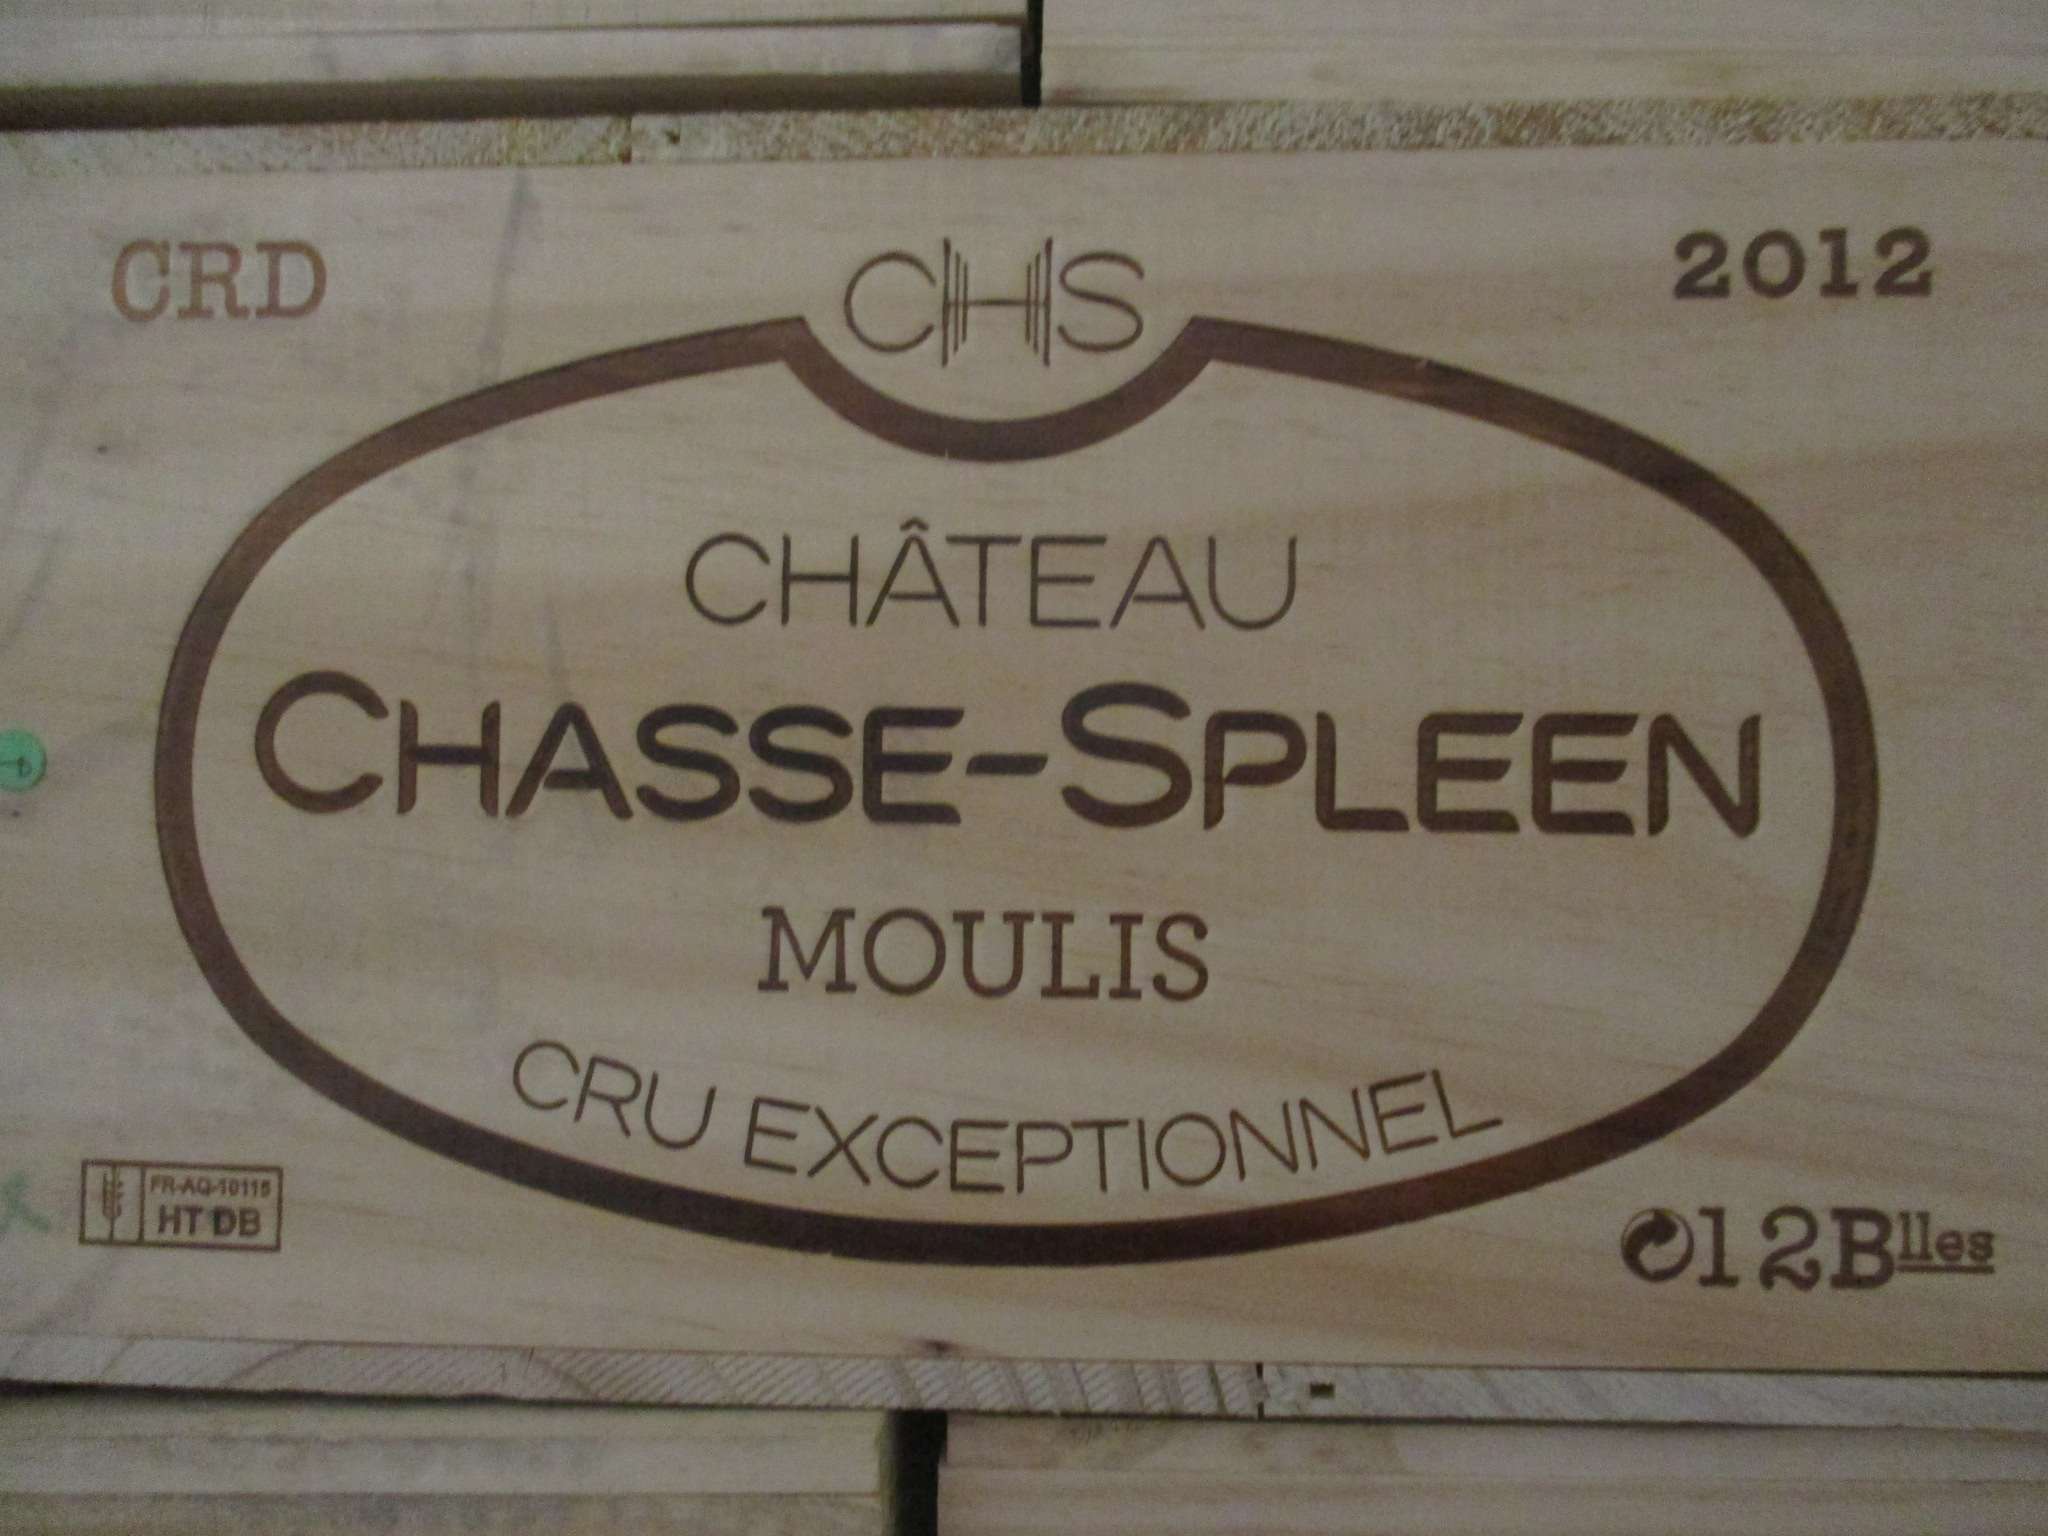 CRD
CHS
2012
CHÂTEAU
CHASSE-SPLEEN
MOULIS
CRU EXCEPTIONNEL
FR-AQ-10115
HT DB
12Blles